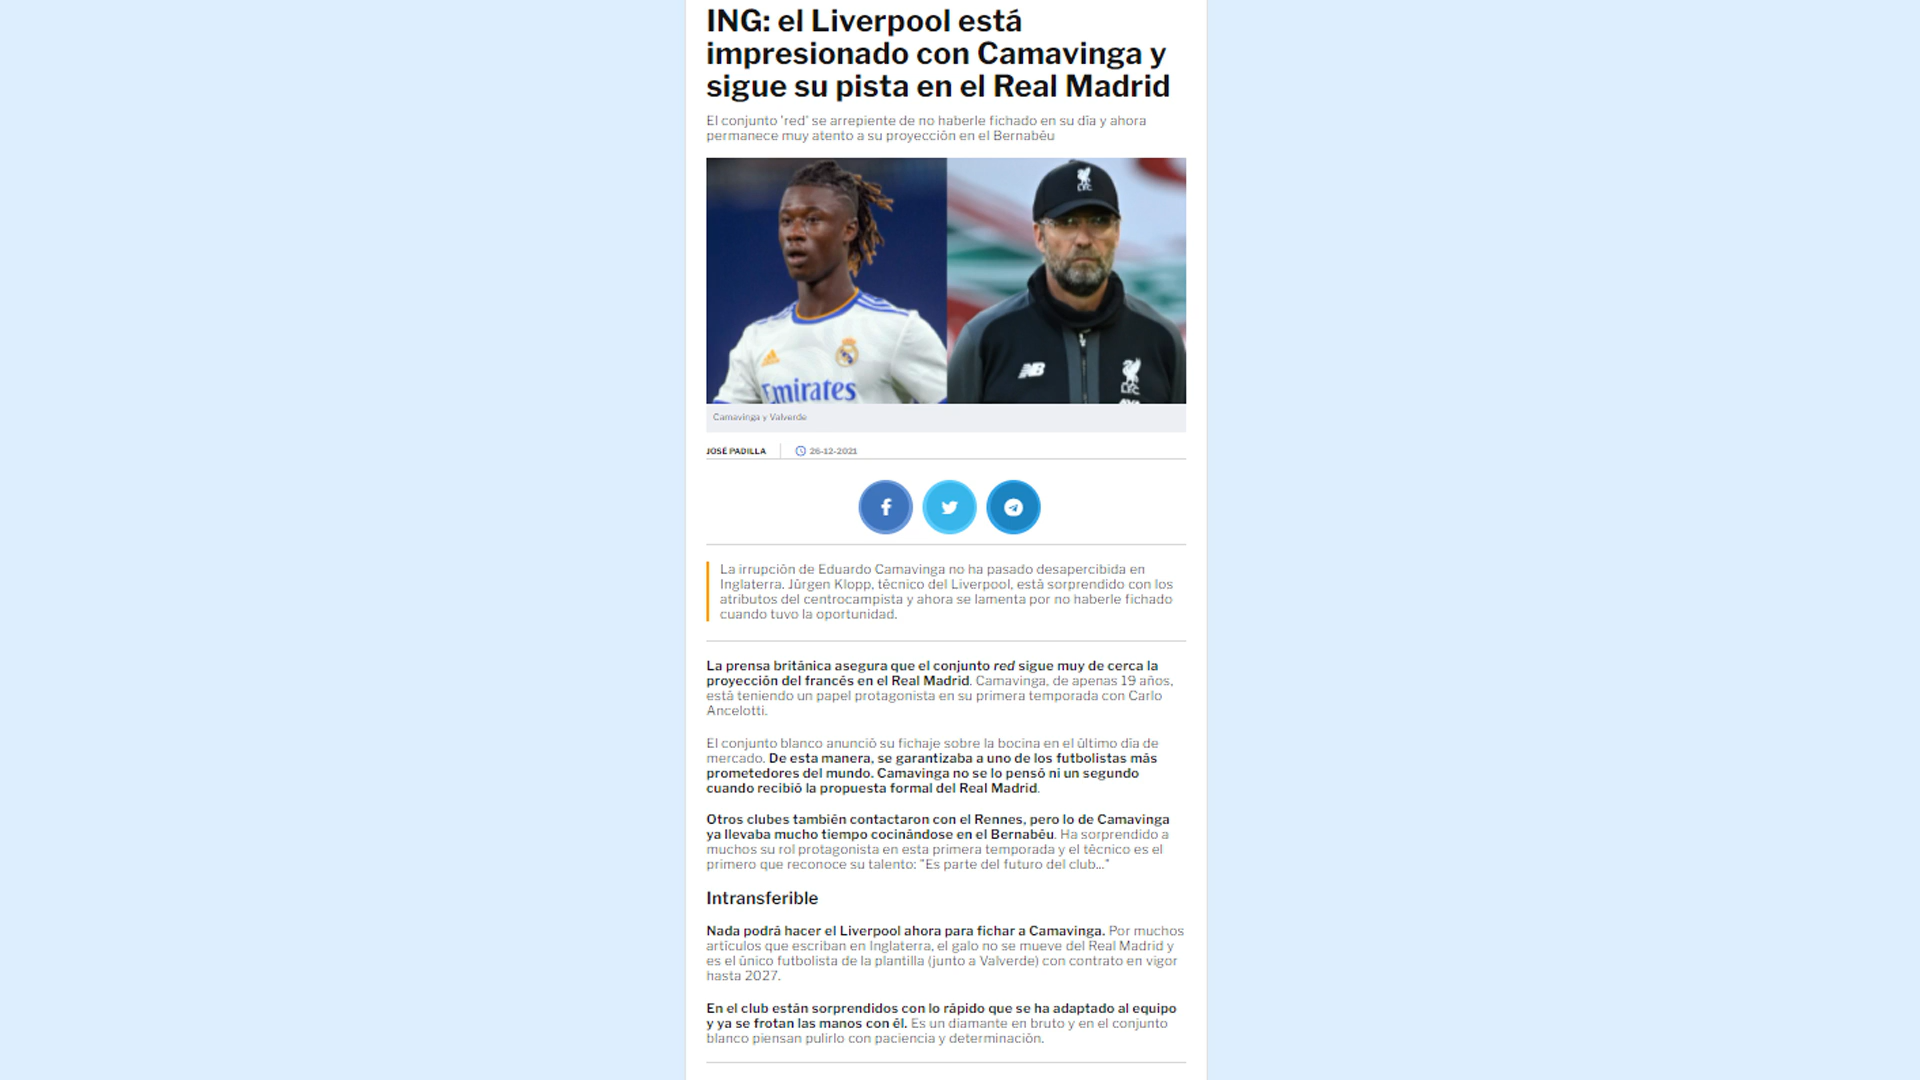 ING: el Liverpool está
impresionado con Camavinga y
sigue su pista en el Real Madrid
El conjunto 'red' se arrepiente de no haberle fichado en su día y ahora
permanece muy atento a su proyección en el Bernabéu
LFC
Emirates
NB
LFC
Camavinga y Valverde
JOSÉ PADILLA
26-12-2021
La irrupción de Eduardo Camavinga no ha pasado desapercibida en
Inglaterra. Jürgen Klopp, técnico del Liverpool, está sorprendido con los
atributos del centrocampista y ahora se lamenta por no haberle fichado
cuando tuvo la oportunidad.
La prensa británica asegura que el conjunto red sigue muy de cerca la
proyección del francés en el Real Madrid. Camavinga, de apenas 19 años,
está teniendo un papel protagonista en su primera temporada con Carlo
Ancelotti.
El conjunto blanco anunció su fichaje sobre la bocina en el último día de
mercado. De esta manera, se garantizaba a uno de los futbolistas más
prometedores del mundo. Camavinga no se lo pensó ni un segundo
cuando recibió la propuesta formal del Real Madrid.
Otros clubes también contactaron con el Rennes, pero lo de Camavinga
ya llevaba mucho tiempo cocinándose en el Bernabéu. Ha sorprendido a
muchos su rol protagonista en esta primera temporada y el técnico es el
primero que reconoce su talento: "Es parte del futuro del club..."
Intransferible
Nada podrá hacer el Liverpool ahora para fichar a Camavinga. Por muchos
artículos que escriban en Inglaterra, el galo no se mueve del Real Madrid y
es el único futbolista de la plantilla (junto a Valverde) con contrato en vigor
hasta 2027.
En el club están sorprendidos con lo rápido que se ha adaptado al equipo
y ya se frotan las manos con él. Es un diamante en bruto y en el conjunto
blanco piensan pulirlo con paciencia y determinación.